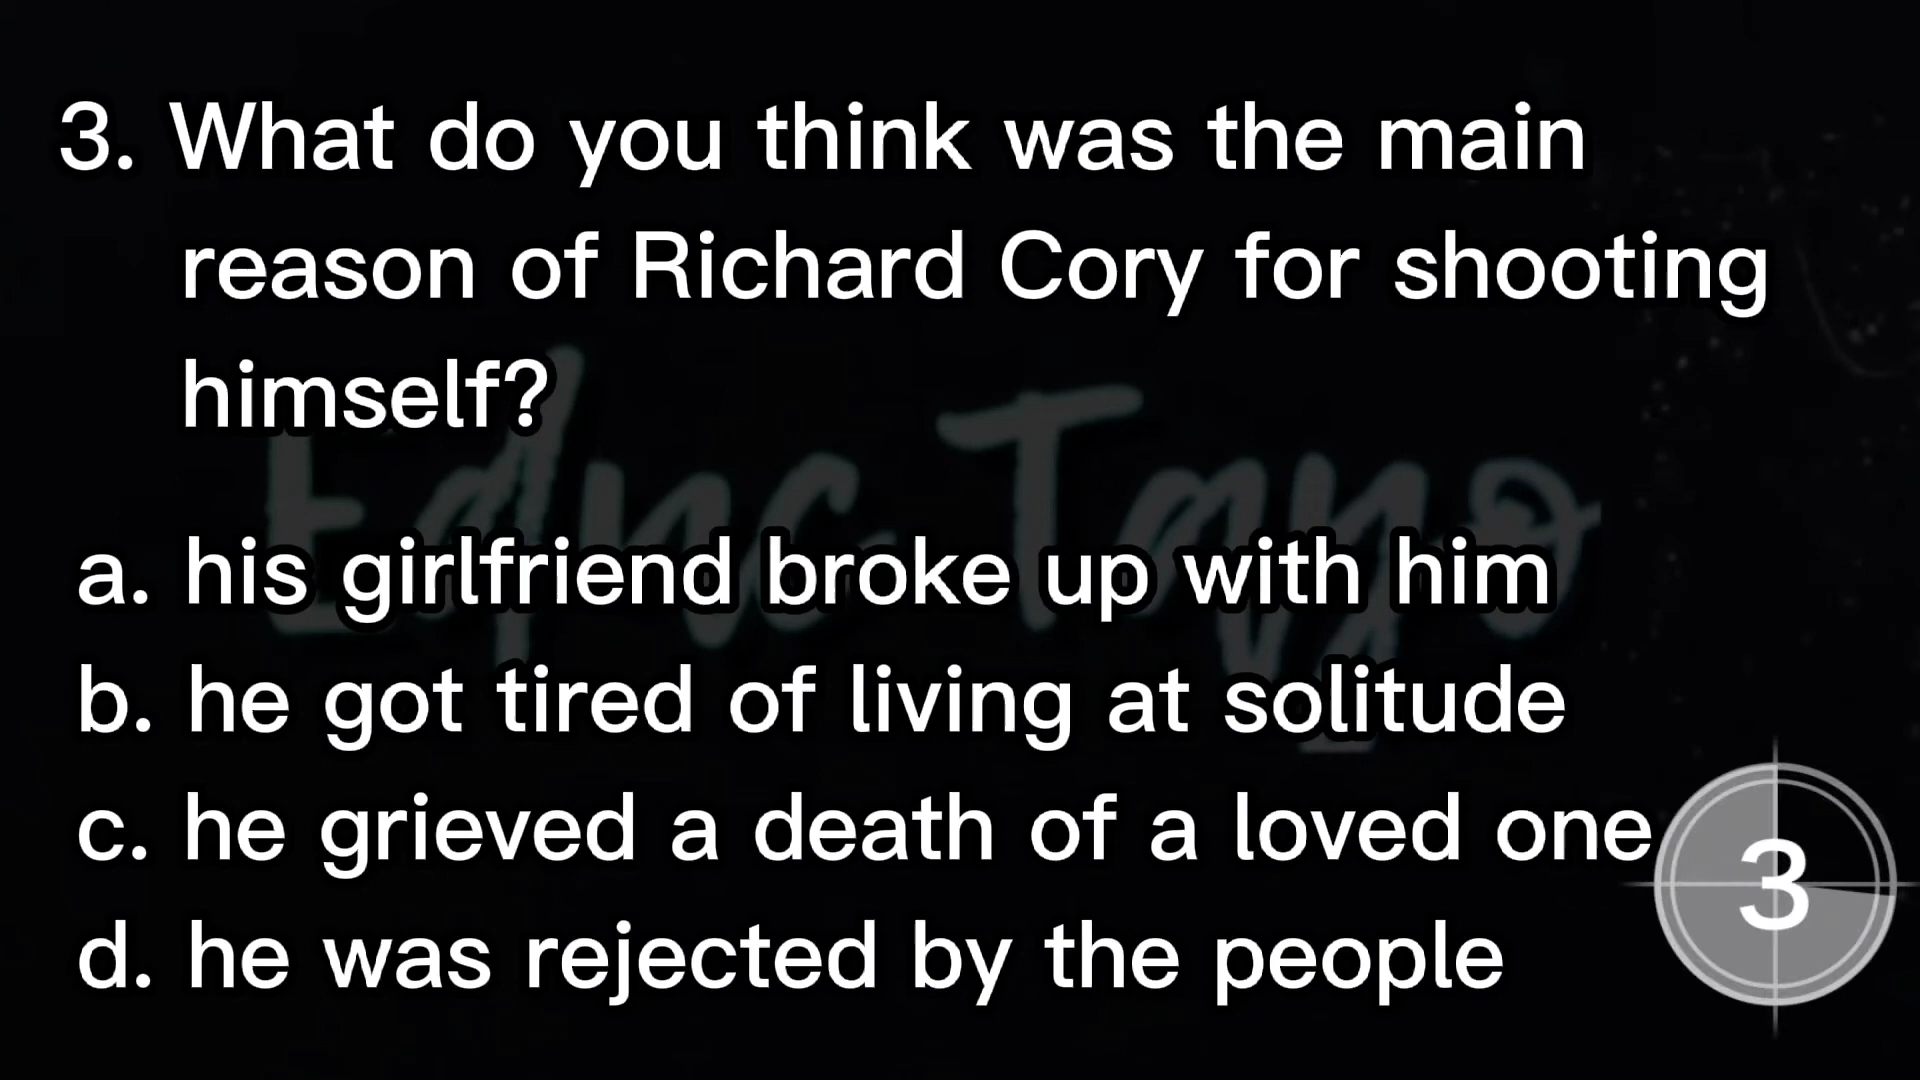 3. What do you think was the main
reason of Richard Cory for shooting
himself?
Educ Tayo
a. his girlfriend broke up with him
b. he got tired of living at solitude
c. he grieved a death of a loved one
d. he was rejected by the people
3